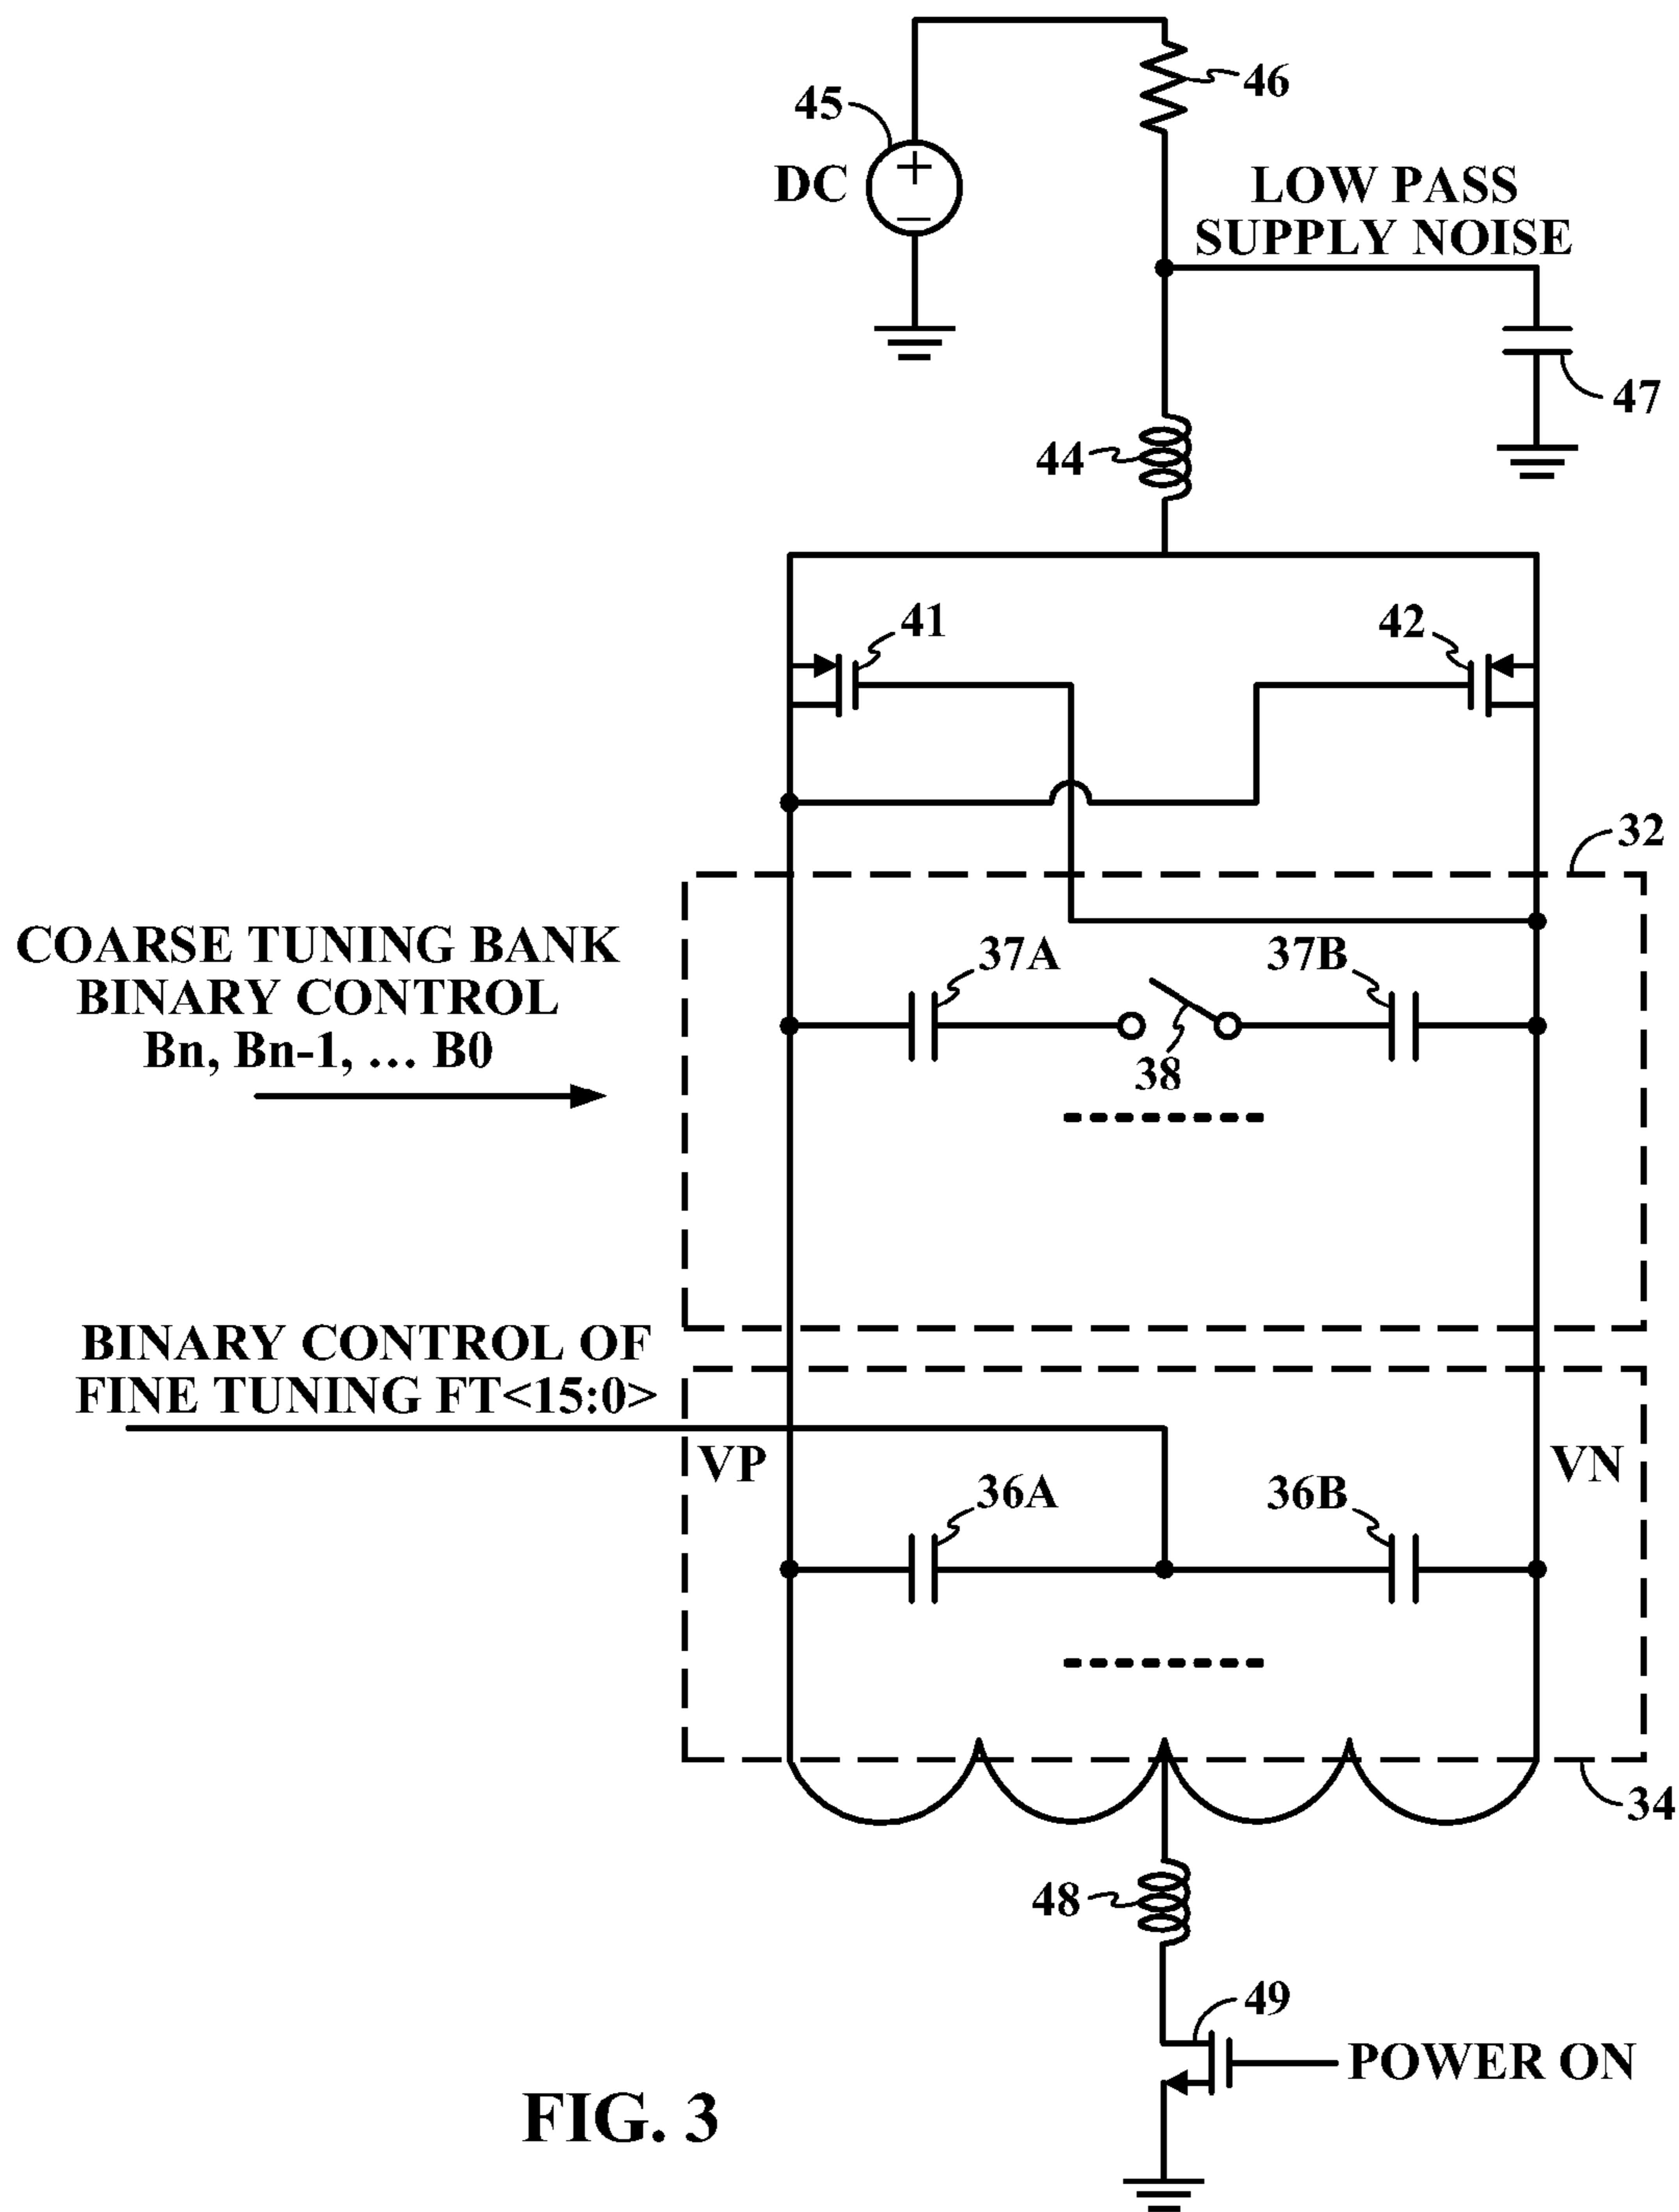 46
45
DC
LOW PASS
SUPPLY NOISE
47
44
41
42
32
COARSE TUNING BANK
BINARY CONTROL
Bn, Bn-1, ... B0
37A
37B
38
BINARY CONTROL OF
FINE TUNING FT<15:0>
VP
VN
36A
36B
34
48
49
POWER ON
FIG. 3